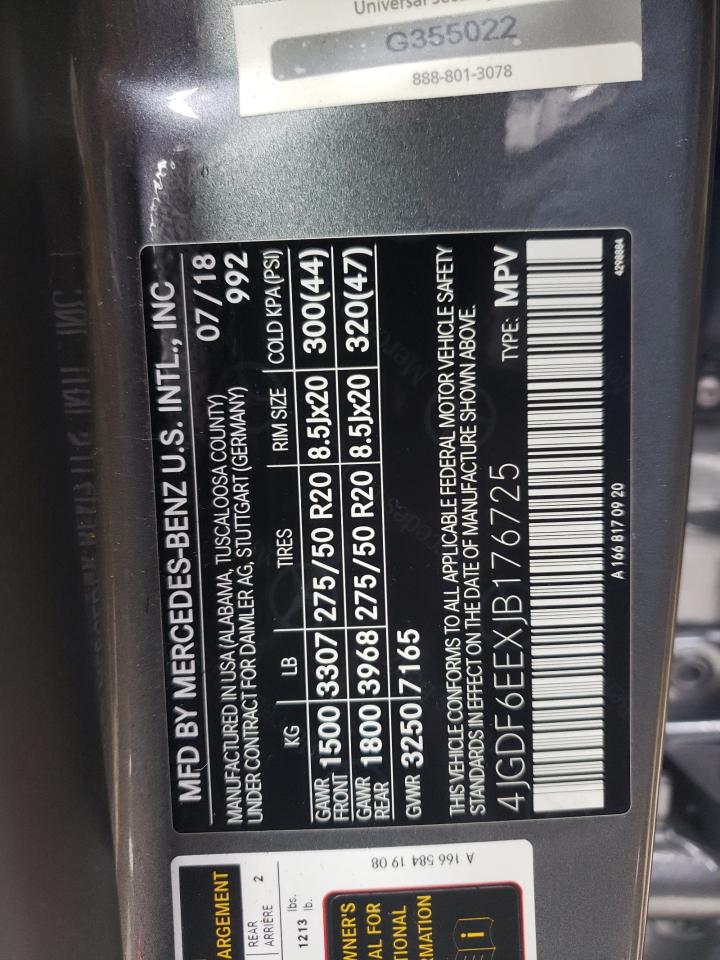 Universal
G355022
888-801-3078
MFD BY MERCEDES-BENZ U.S. INTL., INC
07/18
992
MANUFACTURED IN USA (ALABAMA, TUSCALOOSA COUNTY)
UNDER CONTRACT FOR DAIMLER AG, STUTTGART (GERMANY)
KG LB TIRES RIM SIZE COLD KPA (PSI)
GAWR FRONT 1500 3307 275/50 R20 8.5Jx20 300(44)
GAWR REAR 1800 3968 275/50 R20 8.5Jx20 320(47)
GVWR 3250 7165
THIS VEHICLE CONFORMS TO ALL APPLICABLE FEDERAL MOTOR VEHICLE SAFETY
STANDARDS IN EFFECT ON THE DATE OF MANUFACTURE SHOWN ABOVE.
4JGDF6EEXJB176725 TYPE: MPV
A 166 817 09 20
4298884
A 166 584 19 08
ARGEMENT
REAR
ARRIÈRE 2
1213 lbs.
lb.
WNER'S
AL FOR
TIONAL
RMATION
i